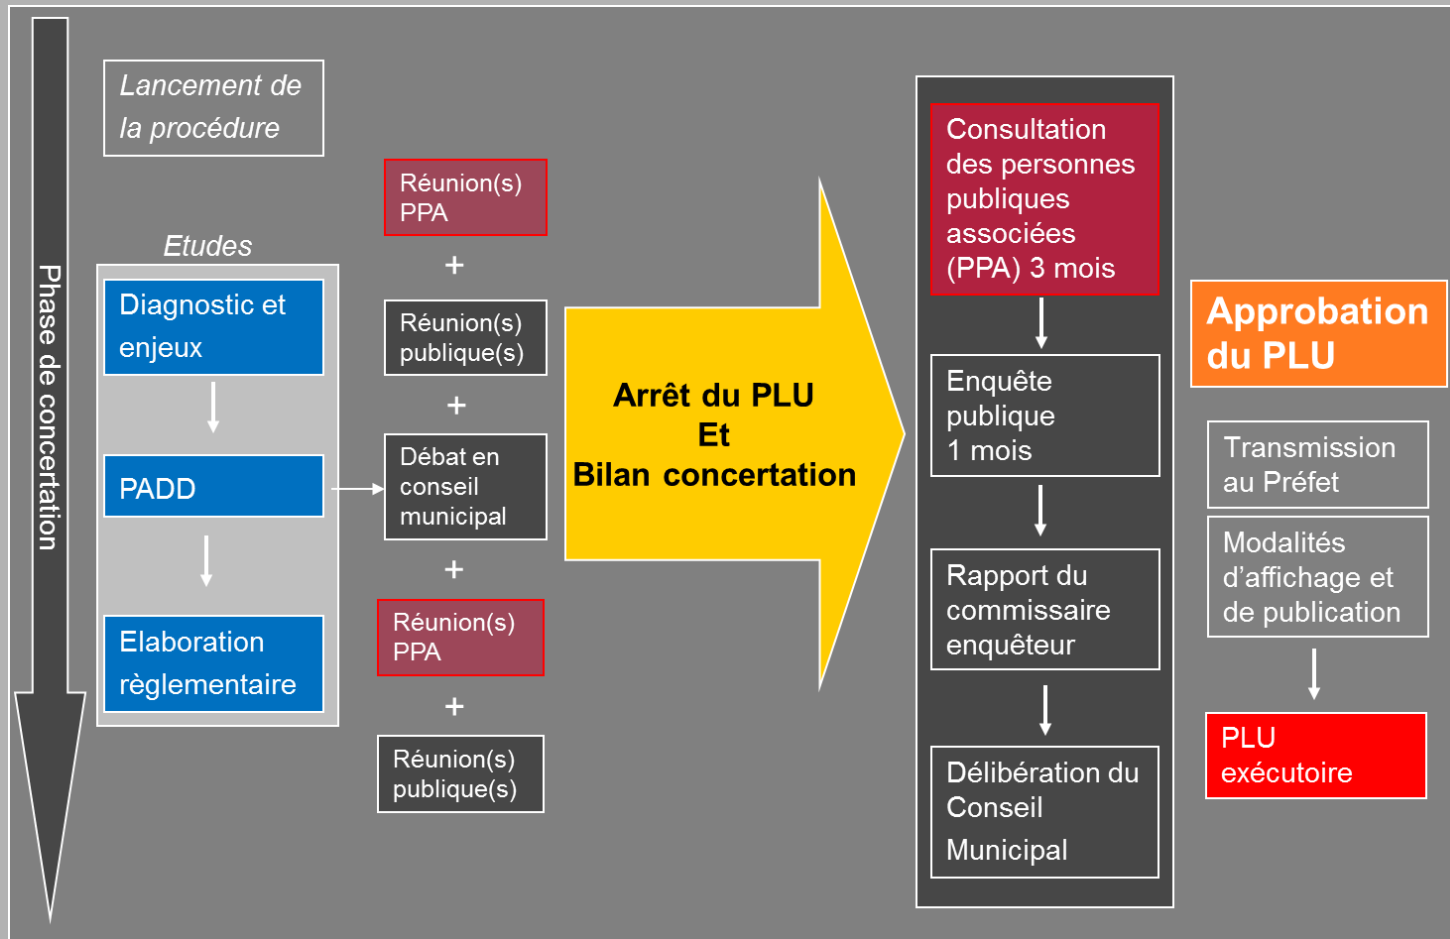 Phase de concertation
Lancement de
la procédure
Etudes
Diagnostic et
enjeux
PADD
Elaboration
règlementaire
Réunion(s)
PPA
+
Réunion(s)
publique(s)
+
Débat en
conseil
municipal
+
Réunion(s)
PPA
+
Réunion(s)
publique(s)
Arrêt du PLU
Et
Bilan concertation
Consultation
des personnes
publiques
associées
(PPA) 3 mois
Enquête
publique
1 mois
Rapport du
commissaire
enquêteur
Délibération du
Conseil
Municipal
Approbation
du PLU
Transmission
au Préfet
Modalités
d’affichage et
de publication
PLU
exécutoire